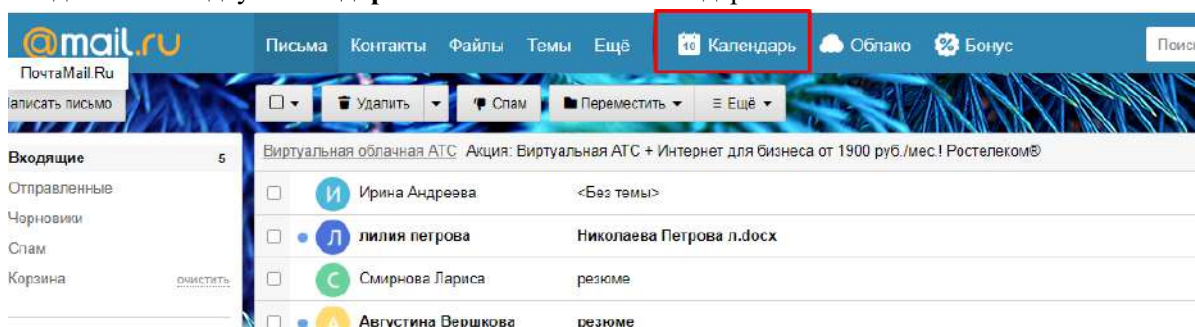 @mail.ru Письма Контакты Файлы Темы Ещё 10 Календарь Облако % Бонус
ПочтаMail.Ru
Удалить Спам Переместить Ещё
письмо
Виртуальная облачная АТС Акция: Виртуальная АТС + Интернет для бизнеса от 1900 руб./мес.! Ростелеком®
Входящие 5
Отправленные
Черновики
Спам
Корзина очистить
И Ирина Андреева <Без темы>
Л лилия петрова Николаева Петрова л.docx
С Смирнова Лариса резюме
А Августина Вершкова резюме